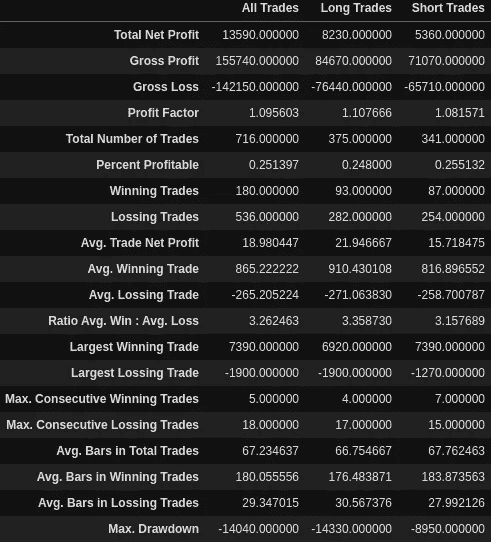 All Trades Long Trades Short Trades
Total Net Profit 13590.000000 8230.000000 5360.000000
Gross Profit 155740.000000 84670.000000 71070.000000
Gross Loss -142150.000000 -76440.000000 -65710.000000
Profit Factor 1.095603 1.107666 1.081571
Total Number of Trades 716.000000 375.000000 341.000000
Percent Profitable 0.251397 0.248000 0.255132
Winning Trades 180.000000 93.000000 87.000000
Lossing Trades 536.000000 282.000000 254.000000
Avg. Trade Net Profit 18.980447 21.946667 15.718475
Avg. Winning Trade 865.222222 910.430108 816.896552
Avg. Lossing Trade -265.205224 -271.063830 -258.700787
Ratio Avg. Win : Avg. Loss 3.262463 3.358730 3.157689
Largest Winning Trade 7390.000000 6920.000000 7390.000000
Largest Lossing Trade -1900.000000 -1900.000000 -1270.000000
Max. Consecutive Winning Trades 5.000000 4.000000 7.000000
Max. Consecutive Lossing Trades 18.000000 17.000000 15.000000
Avg. Bars in Total Trades 67.234637 66.754667 67.762463
Avg. Bars in Winning Trades 180.055556 176.483871 183.873563
Avg. Bars in Lossing Trades 29.347015 30.567376 27.992126
Max. Drawdown -14040.000000 -14330.000000 -8950.000000